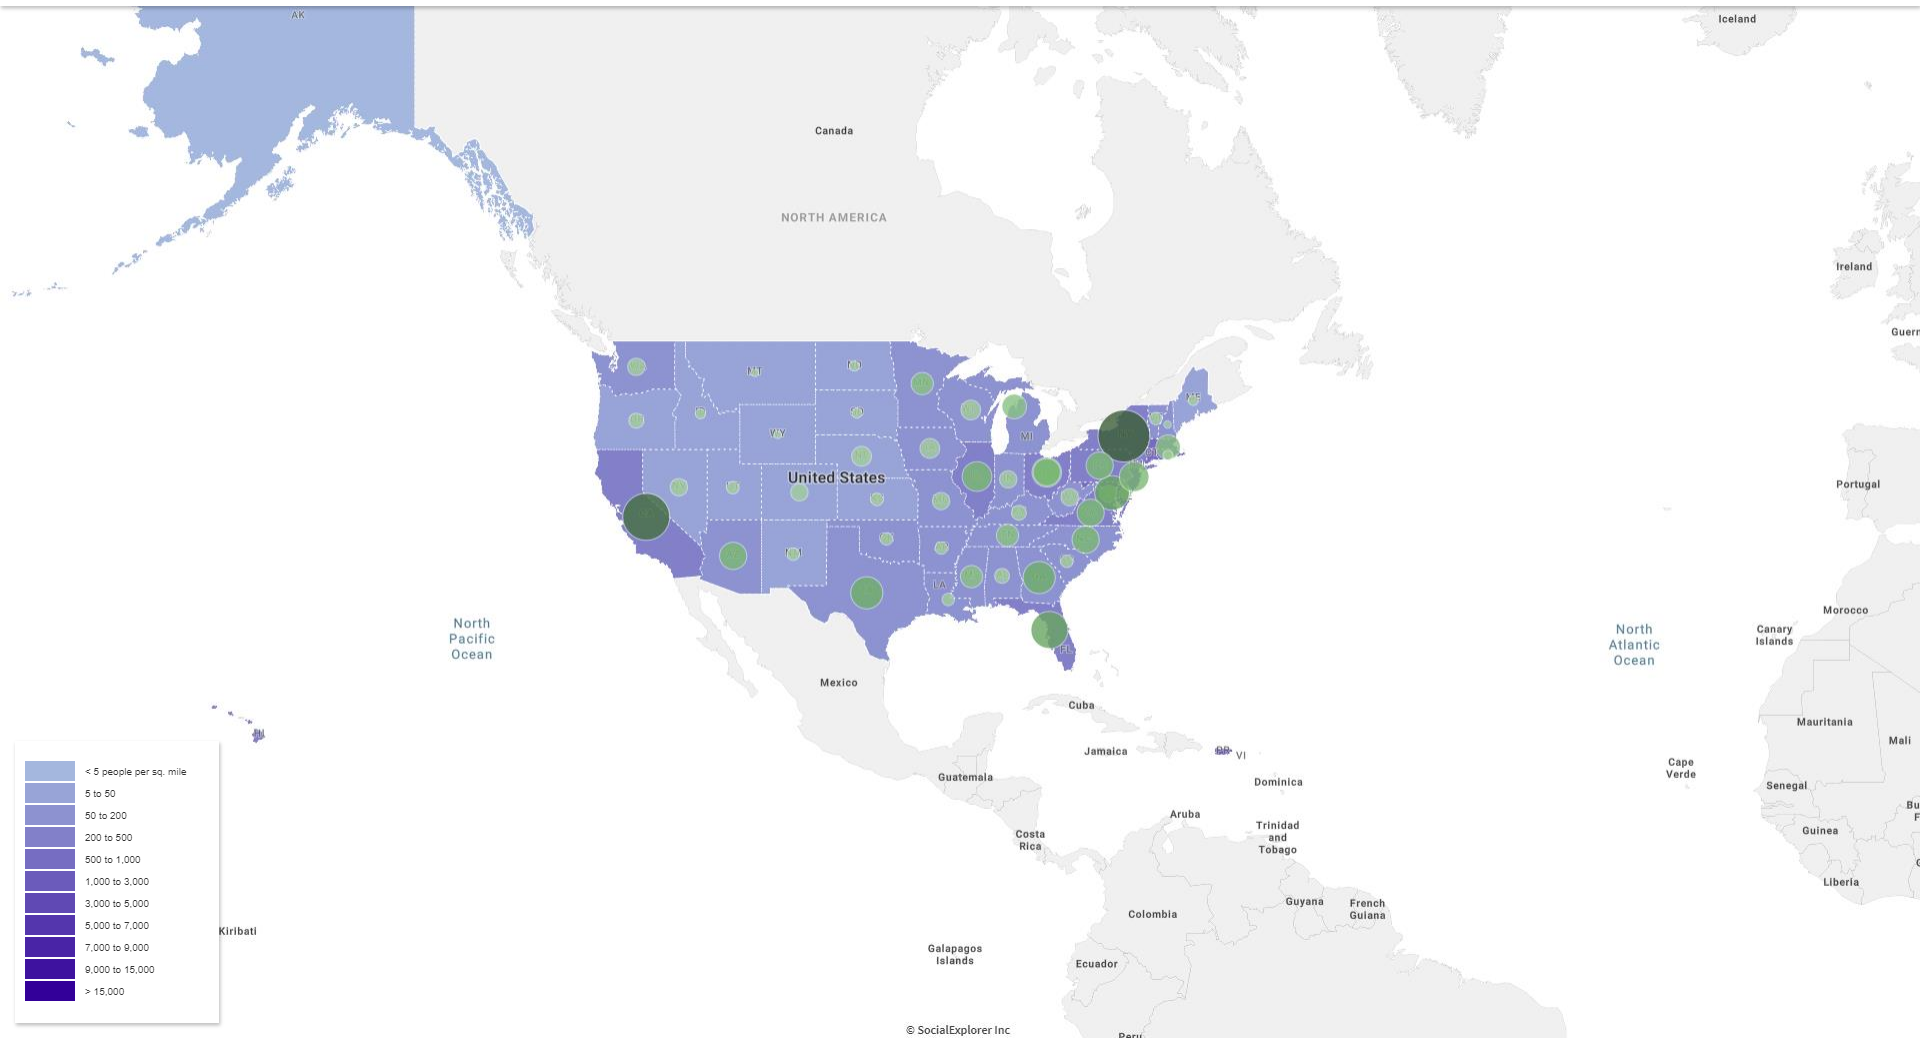 AK
Iceland
Canada
NORTH AMERICA
Ireland
Guern
MT
WY
ME
MI
United States
Portugal
NM
LA
FL
North
Pacific
Ocean
North
Atlantic
Ocean
Morocco
Canary
Islands
Mexico
Cuba
Mauritania
Mali
HI
Jamaica
PR
VI
Guatemala
Dominica
Cape
Verde
Senegal
Bu
F
Aruba
Trinidad
and
Tobago
Costa
Rica
Guinea
Liberia
Guyana
French
Guiana
Colombia
Kiribati
Galapagos
Islands
Ecuador
Peru
< 5 people per sq. mile
5 to 50
50 to 200
200 to 500
500 to 1,000
1,000 to 3,000
3,000 to 5,000
5,000 to 7,000
7,000 to 9,000
9,000 to 15,000
> 15,000
© SocialExplorer Inc